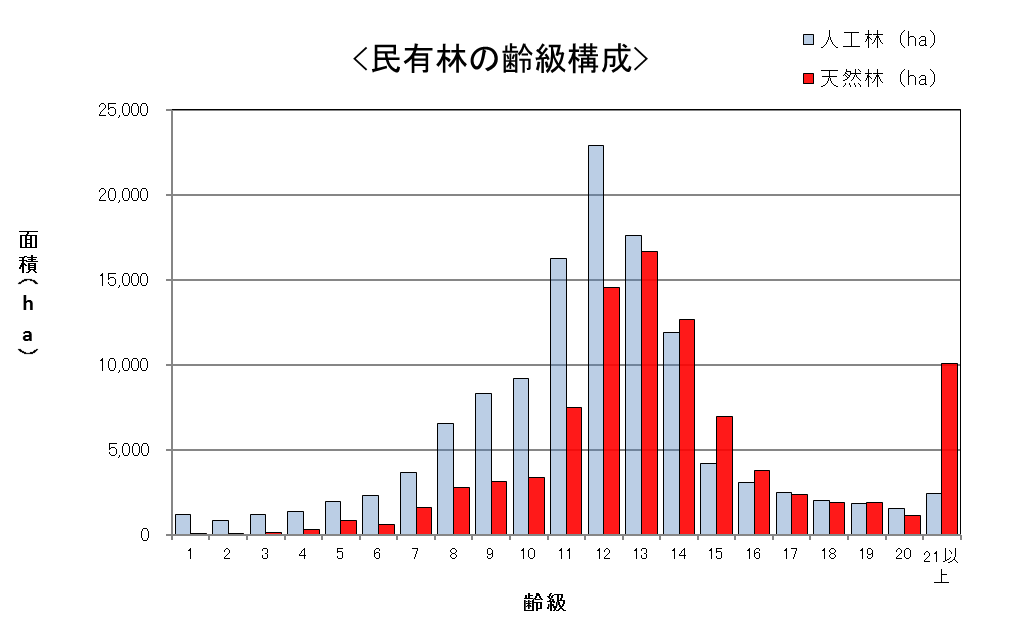 <民有林の齢級構成>
人工林（ha）
天然林（ha）
25,000
20,000
15,000
10,000
5,000
0
面積（ha）
1 2 3 4 5 6 7 8 9 10 11 12 13 14 15 16 17 18 19 20 21以
上
齢級